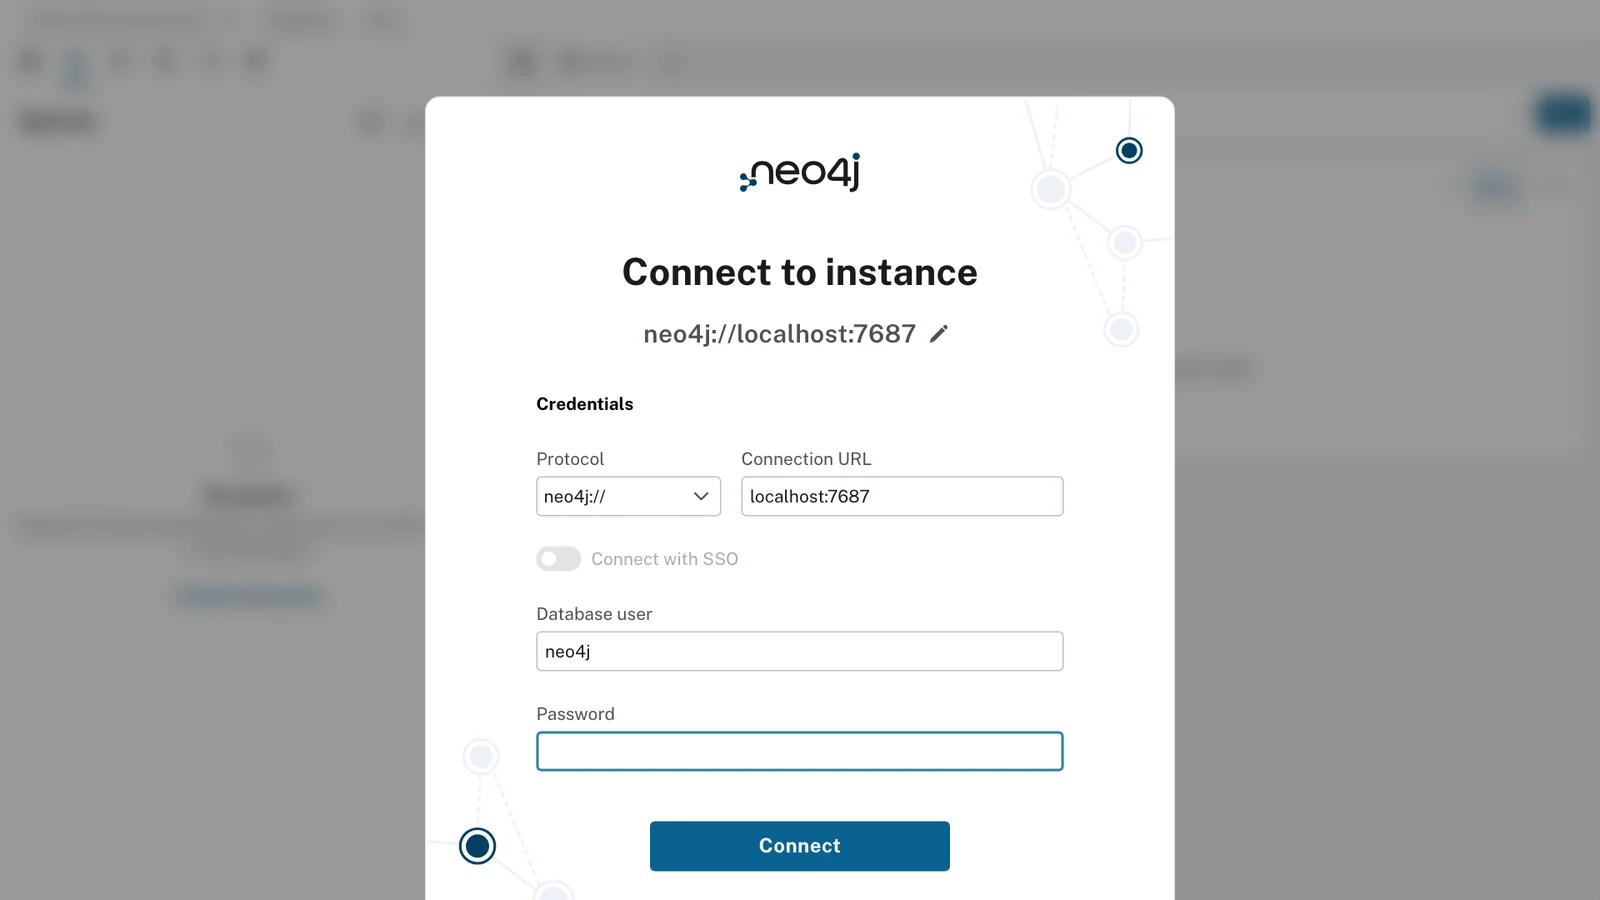 neo4j
Connect to instance
neo4j://localhost:7687
Credentials
Protocol
Connection URL
neo4j://
localhost:7687
Connect with SSO
Database user
neo4j
Password
Connect